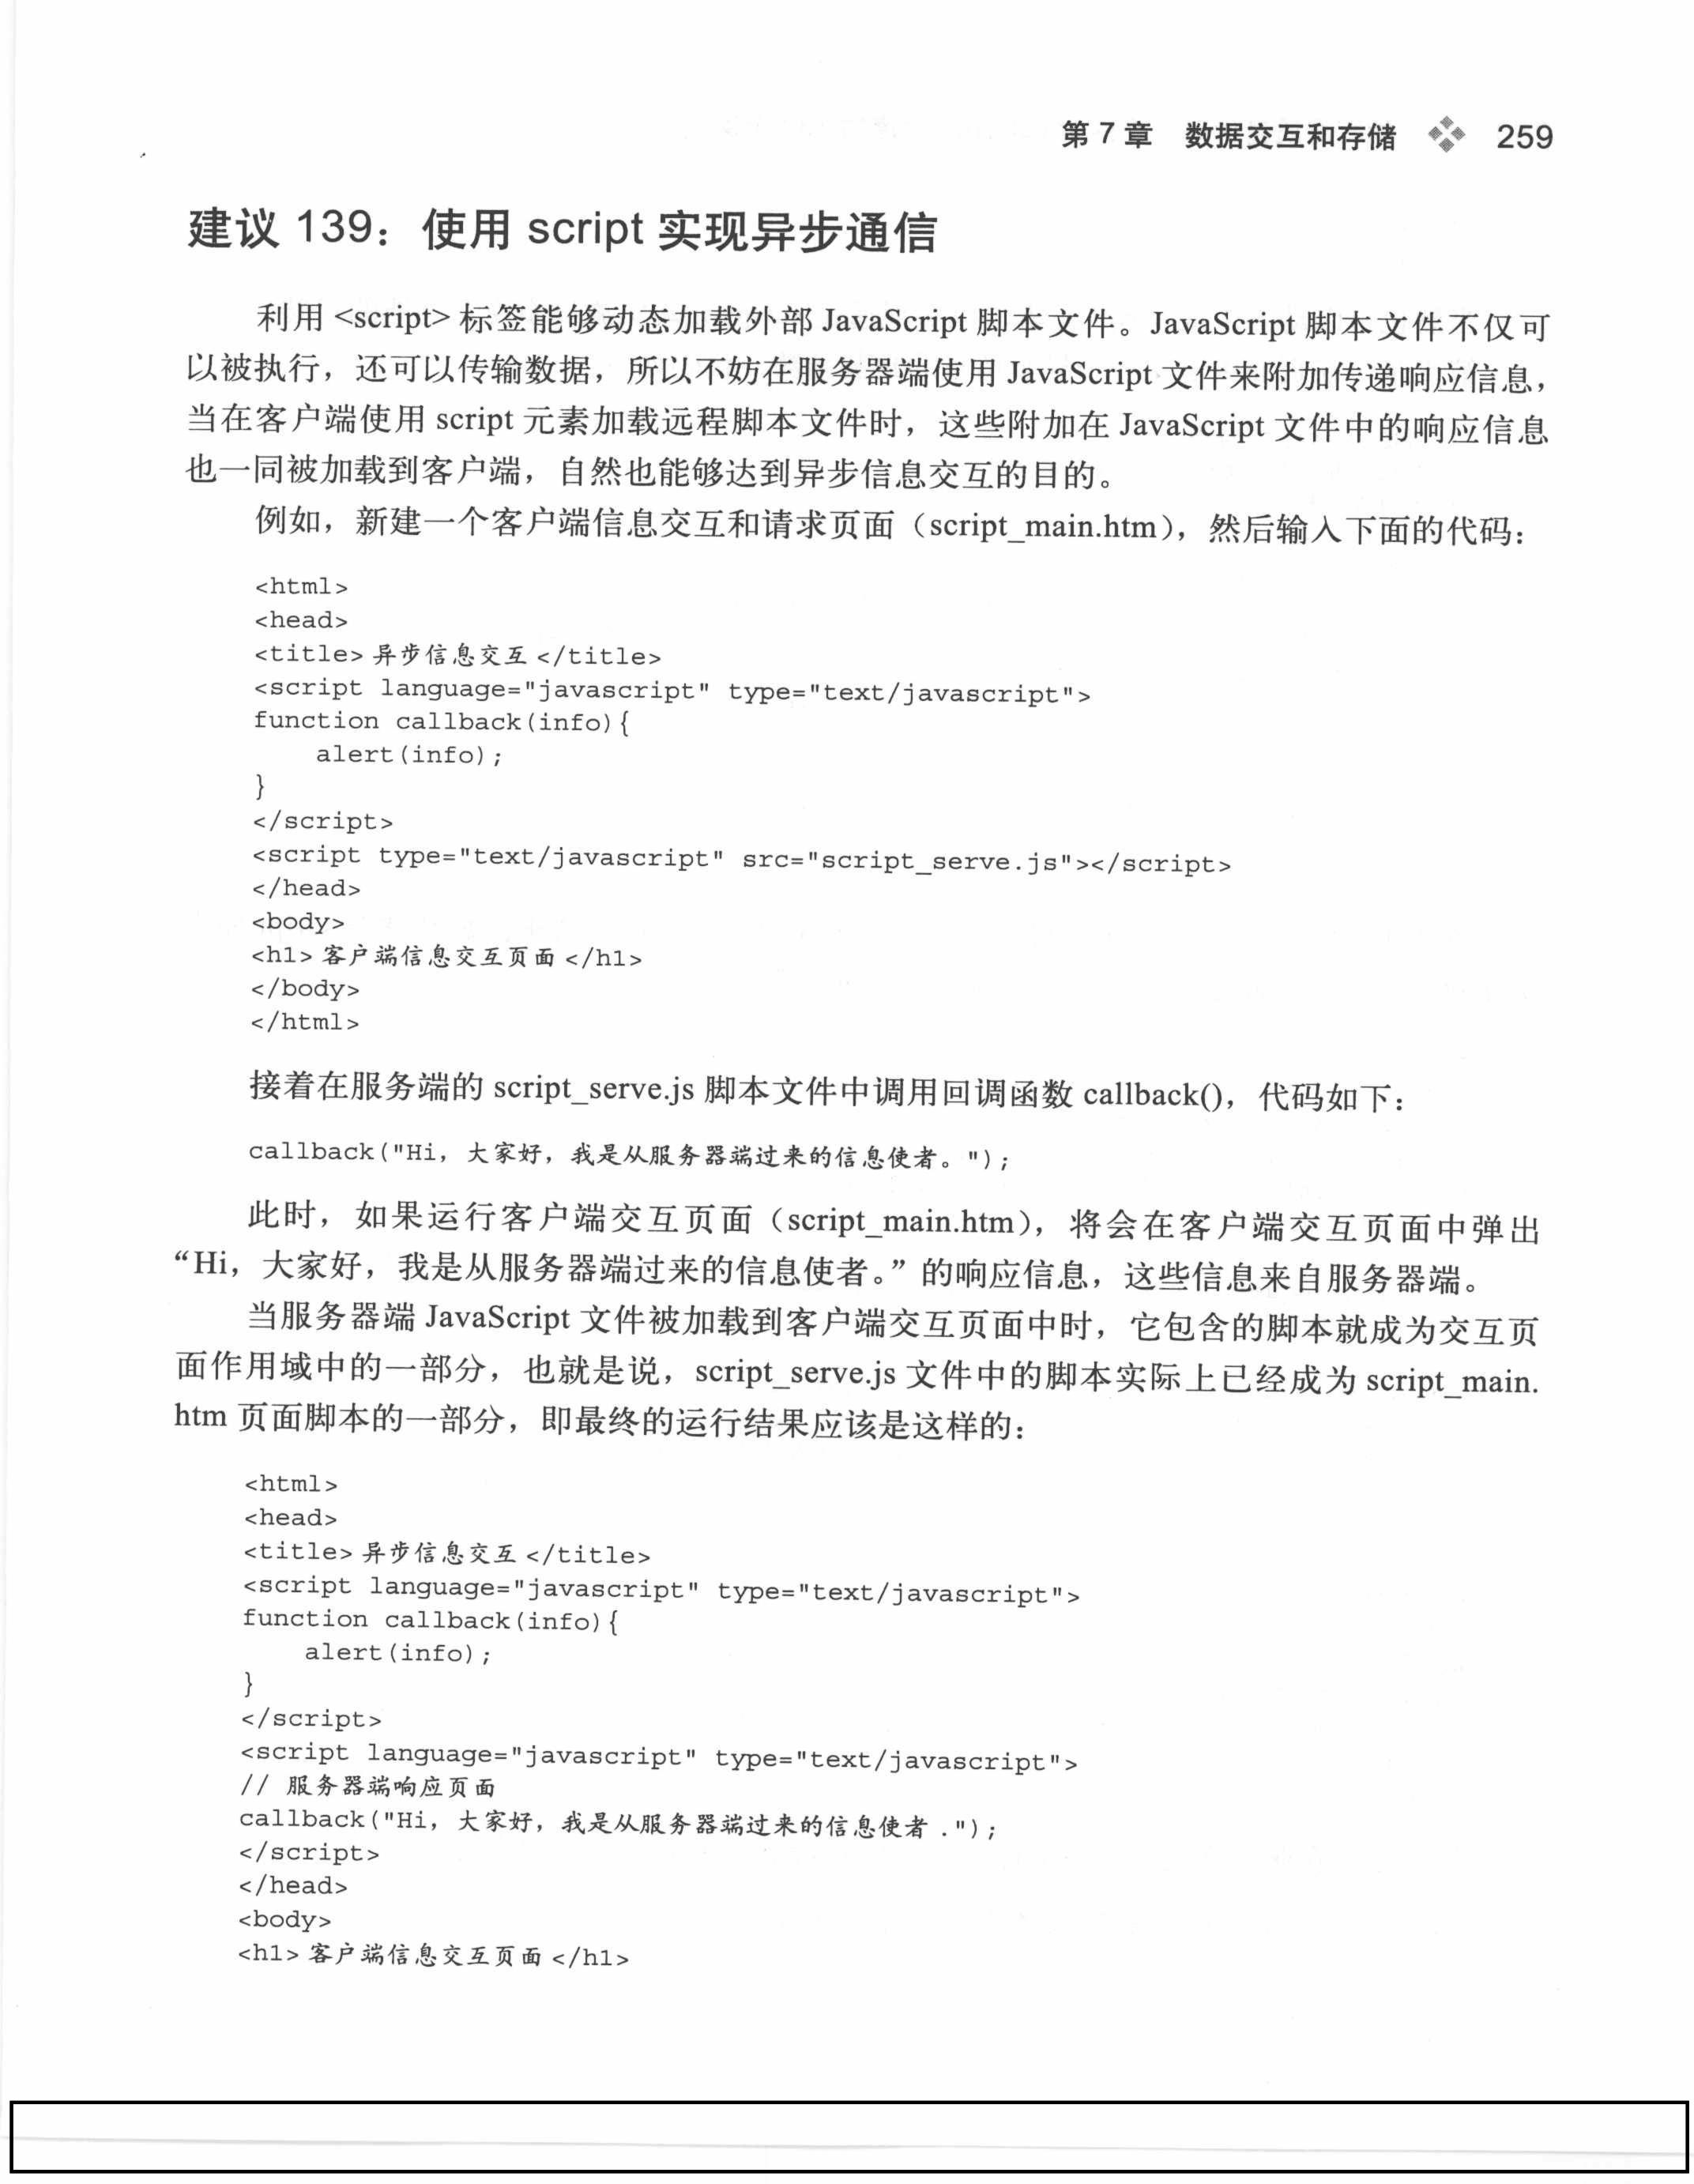 第 7 章　数据交互和存储　259
建议 139：使用 script 实现异步通信
利用 <script> 标签能够动态加载外部 JavaScript 脚本文件。JavaScript 脚本文件不仅可
以被执行，还可以传输数据，所以不妨在服务器端使用 JavaScript 文件来附加传递响应信息，
当在客户端使用 script 元素加载远程脚本文件时，这些附加在 JavaScript 文件中的响应信息
也一同被加载到客户端，自然也能够达到异步信息交互的目的。
例如，新建一个客户端信息交互和请求页面（script_main.htm），然后输入下面的代码：
<html>
<head>
<title> 异步信息交互 </title>
<script language="javascript" type="text/javascript">
function callback(info){
    alert(info);
}
</script>
<script type="text/javascript" src="script_serve.js"></script>
</head>
<body>
<h1> 客户端信息交互页面 </h1>
</body>
</html>
接着在服务端的 script_serve.js 脚本文件中调用回调函数 callback()，代码如下：
callback("Hi，大家好，我是从服务器端过来的信息使者。");
此时，如果运行客户端交互页面（script_main.htm），将会在客户端交互页面中弹出
“Hi，大家好，我是从服务器端过来的信息使者。”的响应信息，这些信息来自服务器端。
当服务器端 JavaScript 文件被加载到客户端交互页面中时，它包含的脚本就成为交互页
面作用域中的一部分，也就是说，script_serve.js 文件中的脚本实际上已经成为 script_main.
htm 页面脚本的一部分，即最终的运行结果应该是这样的：
<html>
<head>
<title> 异步信息交互 </title>
<script language="javascript" type="text/javascript">
function callback(info){
    alert(info);
}
</script>
<script language="javascript" type="text/javascript">
// 服务器端响应页面
callback("Hi，大家好，我是从服务器端过来的信息使者 .");
</script>
</head>
<body>
<h1> 客户端信息交互页面 </h1>